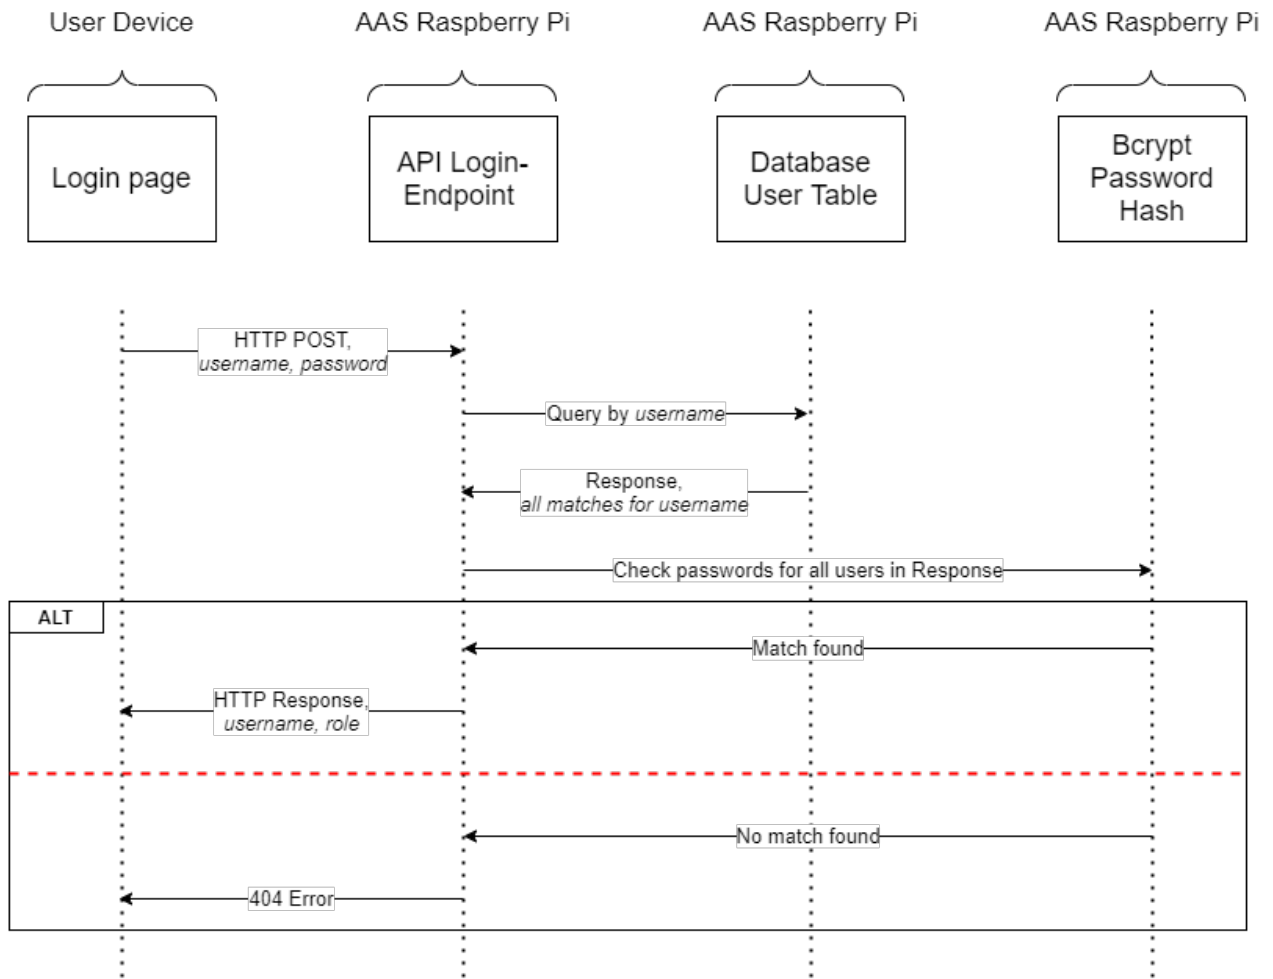 User Device
AAS Raspberry Pi
AAS Raspberry Pi
AAS Raspberry Pi
Login page
API Login-
Endpoint
Database
User Table
Bcrypt
Password
Hash
HTTP POST,
username, password
Query by username
Response,
all matches for username
Check passwords for all users in Response
ALT
Match found
HTTP Response,
username, role
No match found
404 Error